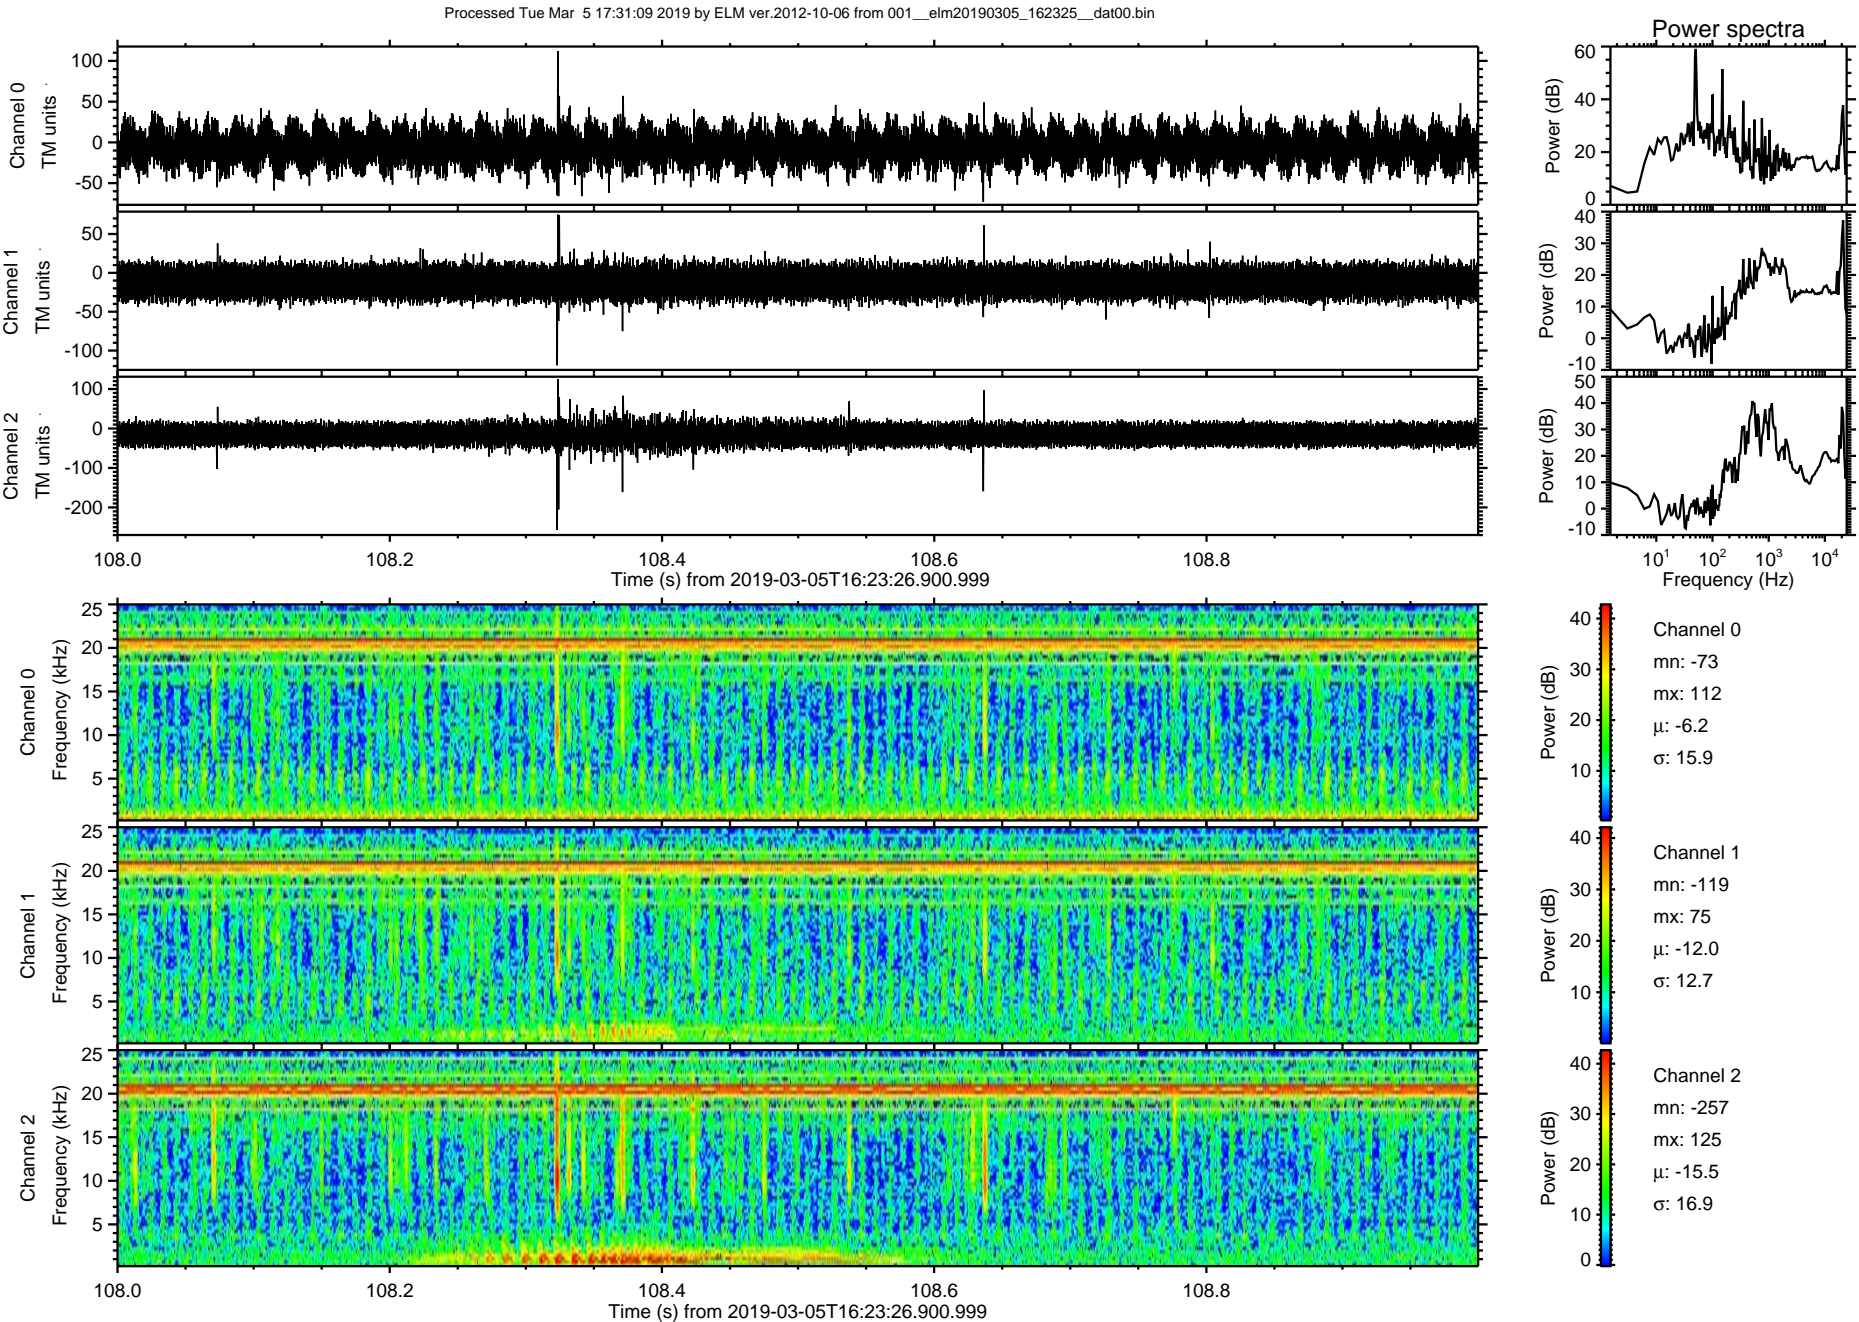 Processed Tue Mar  5 17:31:09 2019 by ELM ver.2012-10-06 from 001__elm20190305_162325__dat00.bin
Power spectra
Channel 0
TM units
100
50
0
-50
Power (dB)
60
40
20
0
Channel 1
TM units
50
0
-50
-100
Power (dB)
40
30
20
10
0
-10
Channel 2
TM units
100
0
-100
-200
Power (dB)
50
40
30
20
10
0
-10
108.0
108.2
108.4
108.6
108.8
Time (s) from 2019-03-05T16:23:26.900.999
10¹
10²
10³
10⁴
Frequency (Hz)
Channel 0
Frequency (kHz)
25
20
15
10
5
Power (dB)
40
30
20
10
Channel 0
mn: -73
mx: 112
μ: -6.2
σ: 15.9
Channel 1
Frequency (kHz)
25
20
15
10
5
Power (dB)
40
30
20
10
Channel 1
mn: -119
mx: 75
μ: -12.0
σ: 12.7
Channel 2
Frequency (kHz)
25
20
15
10
5
Power (dB)
40
30
20
10
0
Channel 2
mn: -257
mx: 125
μ: -15.5
σ: 16.9
108.0
108.2
108.4
108.6
108.8
Time (s) from 2019-03-05T16:23:26.900.999